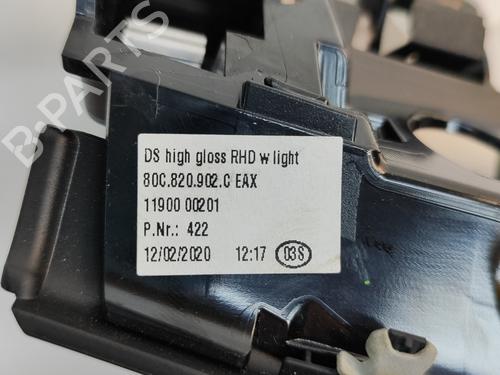 DS high gloss RHD w light
80C.820.902.C EAX
11900 00201
P.Nr.: 422
12/02/2020 12:17 03S
B-PARTS